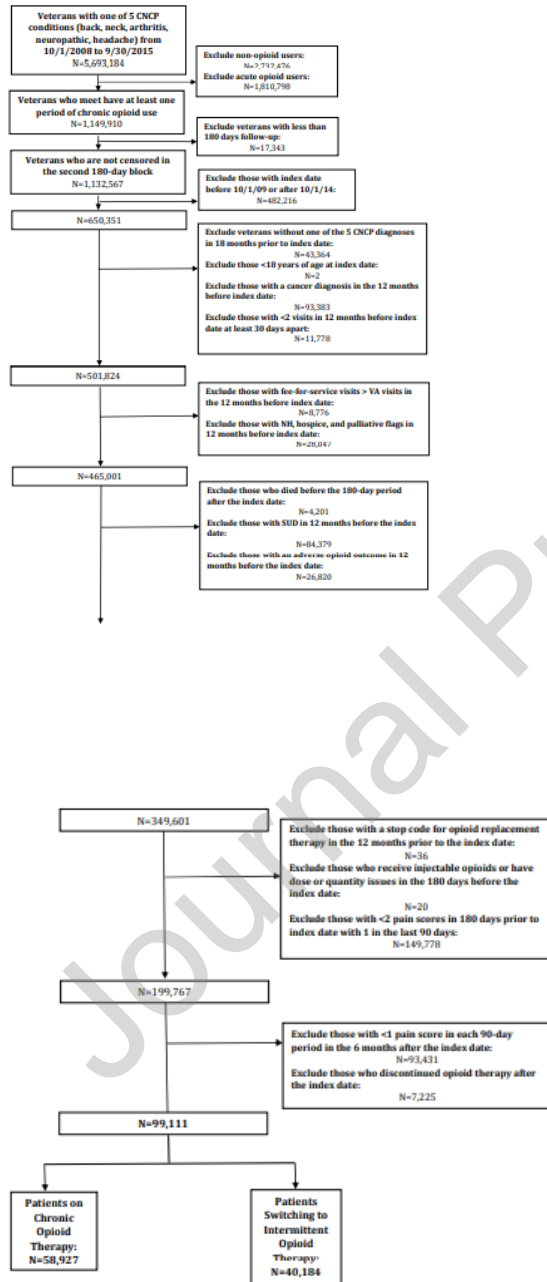 Veterans with one of 5 CNCP
conditions (back, neck, arthritis,
neuropathic, headache) from
10/1/2008 to 9/30/2015
N=5,693,184
Exclude non-opioid users:
N=2,732,476
Exclude acute opioid users:
N=1,810,798
Veterans who meet have at least one
period of chronic opioid use
N=1,149,910
Exclude veterans with less than
180 days follow-up:
N=17,343
Veterans who are not censored in
the second 180-day block
N=1,132,567
Exclude those with index date
before 10/1/09 or after 10/1/14:
N=482,216
N=650,351
Exclude veterans without one of the 5 CNCP diagnoses
in 18 months prior to index date:
N=43,364
Exclude those <18 years of age at index date:
N=2
Exclude those with a cancer diagnosis in the 12 months
before index date:
N=93,383
Exclude those with <2 visits in 12 months before index
date at least 30 days apart:
N=11,778
N=501,824
Exclude those with fee-for-service visits > VA visits in
the 12 months before index date:
N=8,776
Exclude those with NH, hospice, and palliative flags in
12 months before index date:
N=28,047
N=465,001
Exclude those who died before the 180-day period
after the index date:
N=4,201
Exclude those with SUD in 12 months before the index
date:
N=84,379
Exclude those with an adverse opioid outcome in 12
months before the index date:
N=26,820
N=349,601
Exclude those with a stop code for opioid replacement
therapy in the 12 months prior to the index date:
N=36
Exclude those who receive injectable opioids or have
dose or quantity issues in the 180 days before the
index date:
N=20
Exclude those with <2 pain scores in 180 days prior to
index date with 1 in the last 90 days:
N=149,778
N=199,767
Exclude those with <1 pain score in each 90-day
period in the 6 months after the index date:
N=93,431
Exclude those who discontinued opioid therapy after
the index date:
N=7,225
N=99,111
Patients on
Chronic
Opioid
Therapy:
N=58,927
Patients
Switching to
Intermittent
Opioid
Therapy:
N=40,184
Journal P